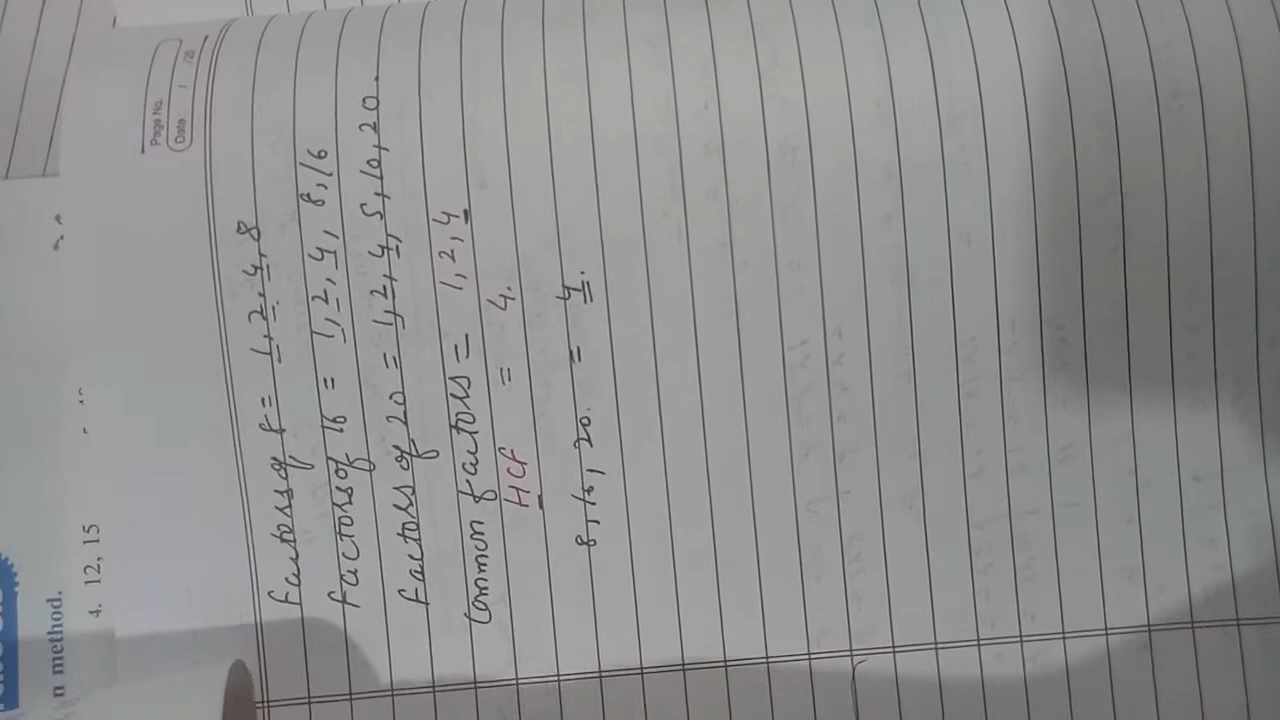 n method.
4. 12, 15
Page No.
Date / /20
Factors of 8 = 1, 2, 4, 8
Factors of 16 = 1, 2, 4, 8, 16
Factors of 20 = 1, 2, 4, 5, 10, 20.
Common factors = 1, 2, 4
HCF = 4.
8, 16, 20. = 4.